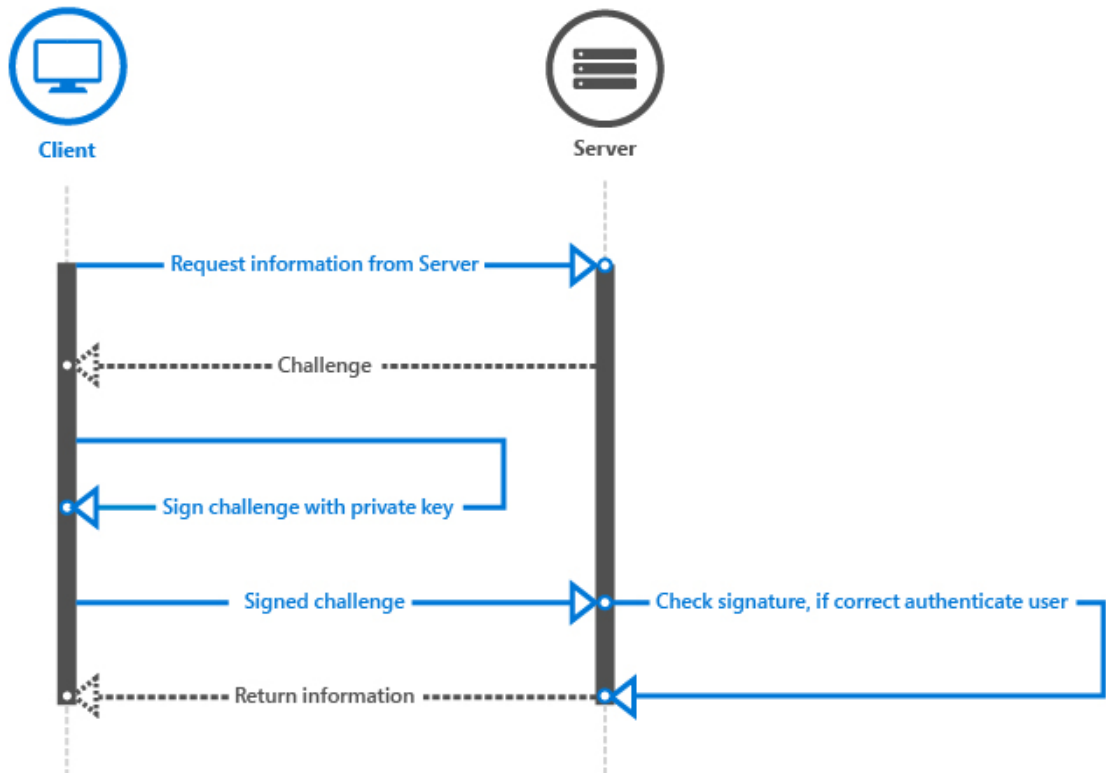 Client
Server
Request information from Server
Challenge
Sign challenge with private key
Signed challenge
Check signature, if correct authenticate user
Return information